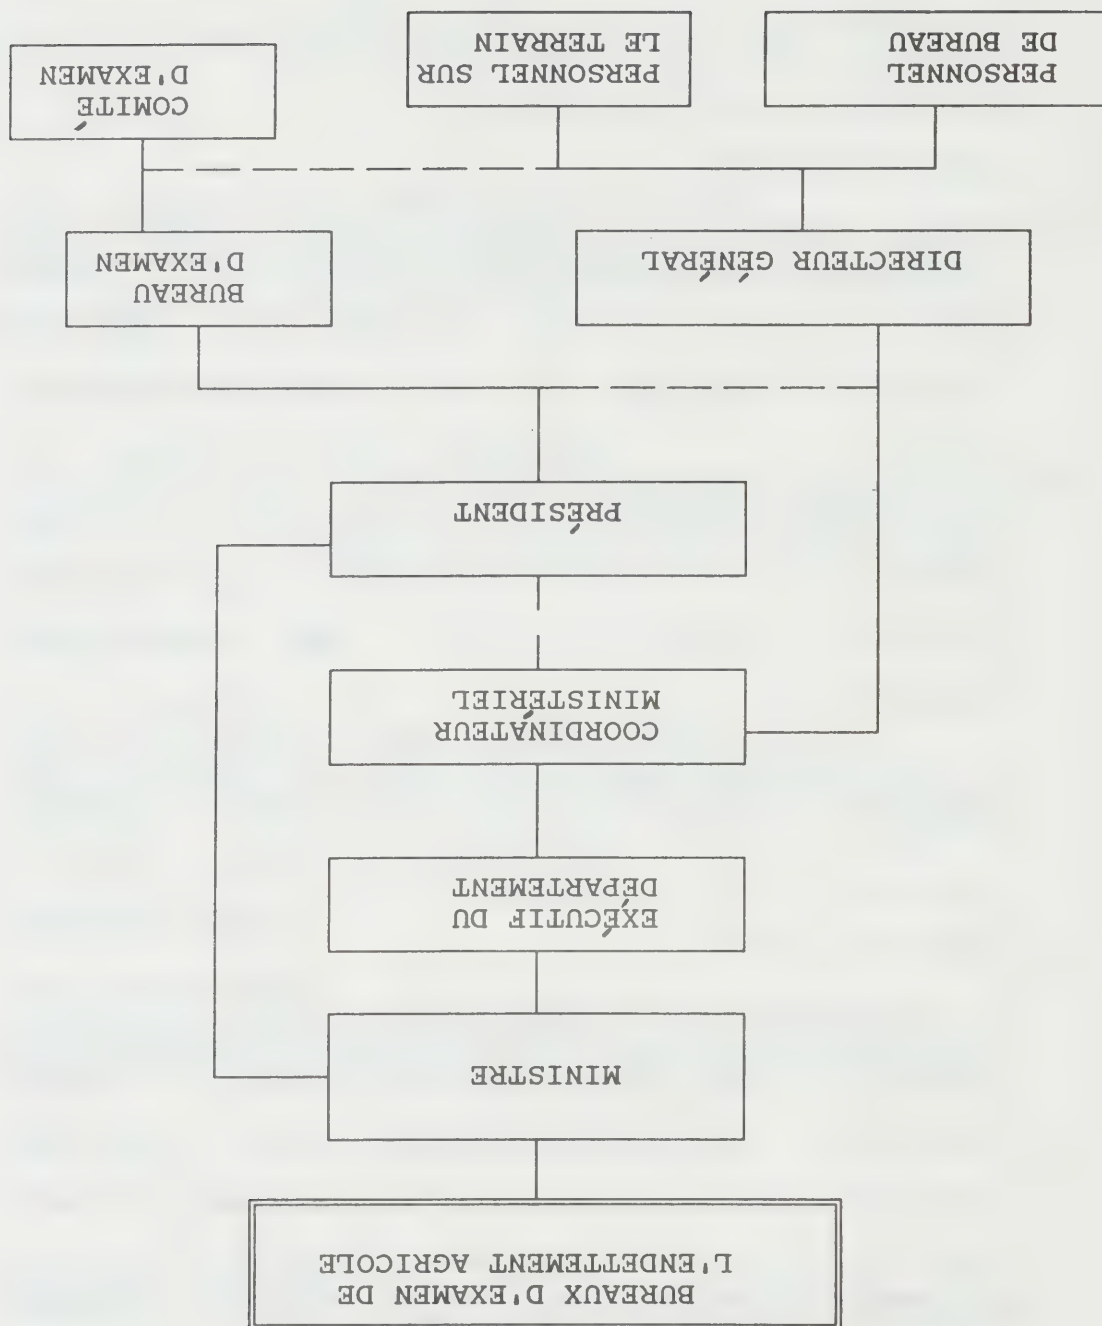 BUREAUX D'EXAMEN DE
L'ENDETTEMENT AGRICOLE
MINISTRE
EXÉCUTIF DU
DÉPARTEMENT
COORDINATEUR
MINISTÉRIEL
PRÉSIDENT
DIRECTEUR GÉNÉRAL
BUREAU
D'EXAMEN
PERSONNEL
DE BUREAU
PERSONNEL SUR
LE TERRAIN
COMITÉ
D'EXAMEN